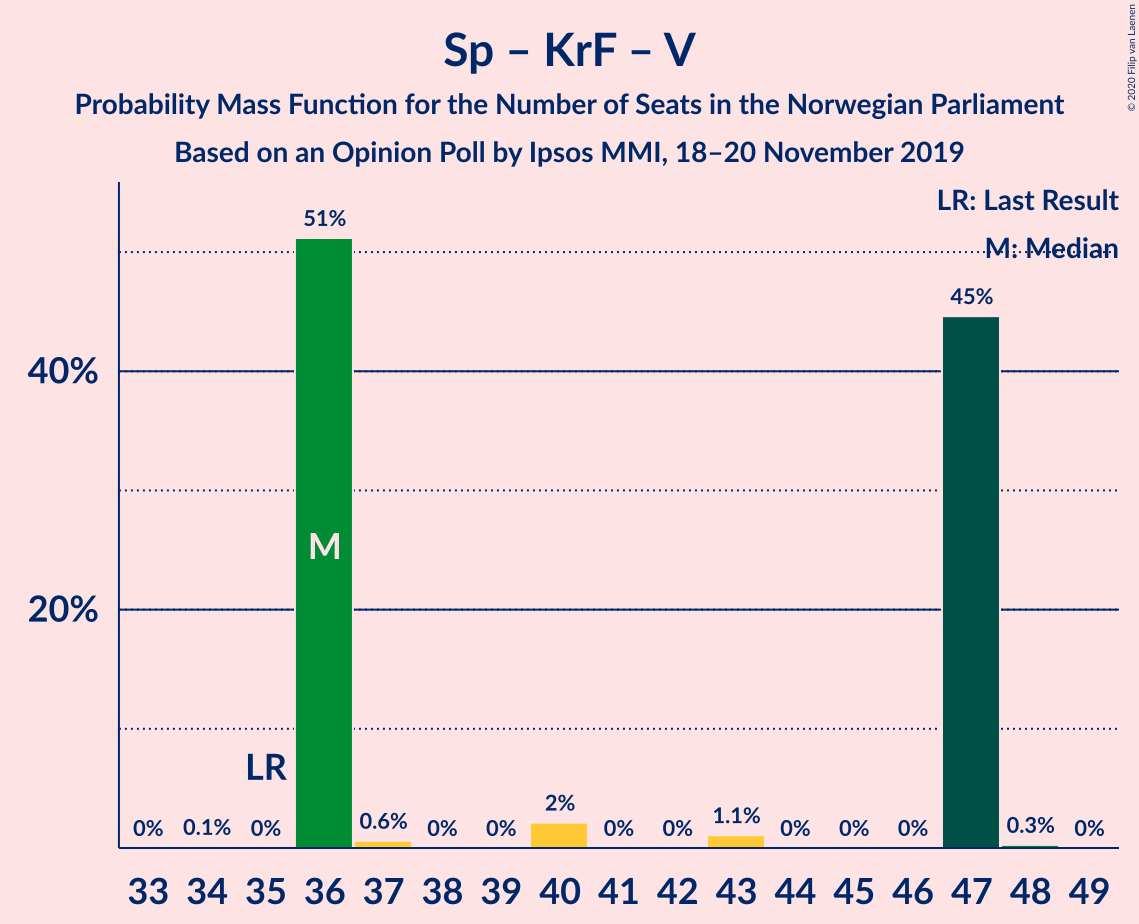 Sp – KrF – V
Probability Mass Function for the Number of Seats in the Norwegian Parliament
Based on an Opinion Poll by Ipsos MMI, 18–20 November 2019
© 2020 Filip van Laenen
LR: Last Result
M: Median
51%
45%
40%
M
20%
LR
0% 0.1% 0% 0.6% 0% 0% 2% 0% 0% 1.1% 0% 0% 0% 0.3% 0%
33 34 35 36 37 38 39 40 41 42 43 44 45 46 47 48 49